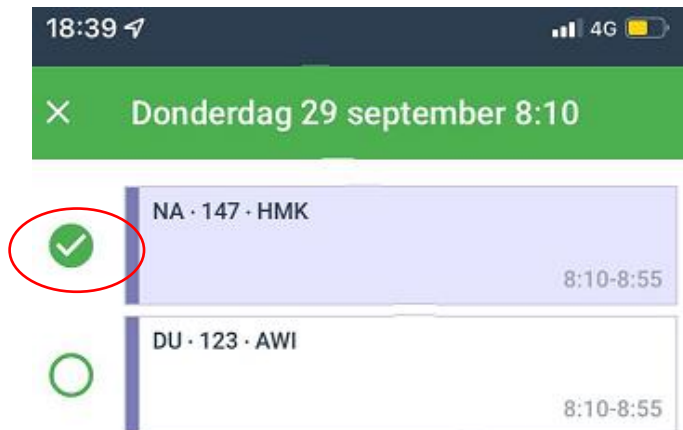 18:39 4G
Donderdag 29 september 8:10
NA · 147 · HMK
8:10-8:55
DU · 123 · AWI
8:10-8:55